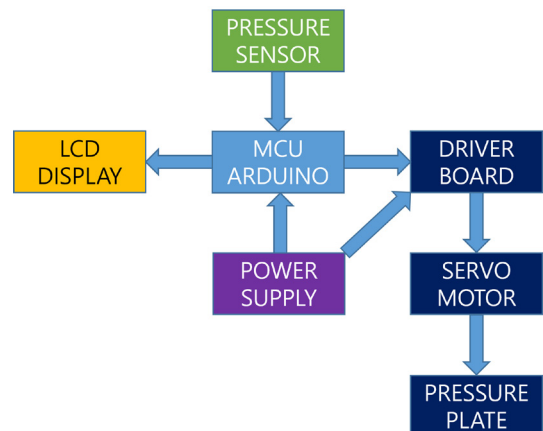 PRESSURE
SENSOR
LCD
DISPLAY
MCU
ARDUINO
DRIVER
BOARD
POWER
SUPPLY
SERVO
MOTOR
PRESSURE
PLATE